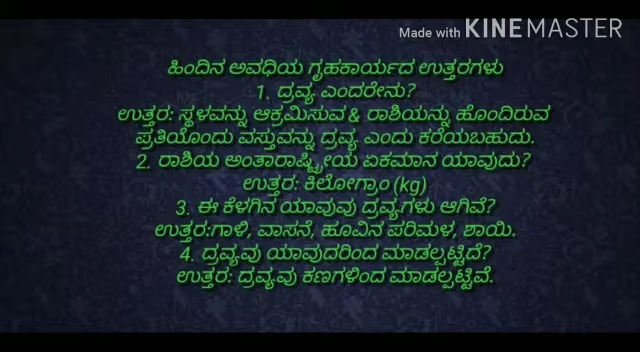 Made with KINEMASTER
ಹಿಂದಿನ ಅವಧಿಯ ಗೃಹಕಾರ್ಯದ ಉತ್ತರಗಳು
1. ದ್ರವ್ಯ ಎಂದರೇನು?
ಉತ್ತರ: ಸ್ಥಳವನ್ನು ಆಕ್ರಮಿಸುವ & ರಾಶಿಯನ್ನು ಹೊಂದಿರುವ
ಪ್ರತಿಯೊಂದು ವಸ್ತುವನ್ನು ದ್ರವ್ಯ ಎಂದು ಕರೆಯಬಹುದು.
2. ರಾಶಿಯ ಅಂತಾರಾಷ್ಟ್ರೀಯ ಏಕಮಾನ ಯಾವುದು?
ಉತ್ತರ: ಕಿಲೋಗ್ರಾಂ (kg)
3. ಈ ಕೆಳಗಿನ ಯಾವುವು ದ್ರವ್ಯಗಳು ಆಗಿವೆ?
ಉತ್ತರ:ಗಾಳಿ, ವಾಸನೆ, ಹೂವಿನ ಪರಿಮಳ, ಶಾಯಿ.
4. ದ್ರವ್ಯವು ಯಾವುದರಿಂದ ಮಾಡಲ್ಪಟ್ಟಿದೆ?
ಉತ್ತರ: ದ್ರವ್ಯವು ಕಣಗಳಿಂದ ಮಾಡಲ್ಪಟ್ಟಿವೆ.